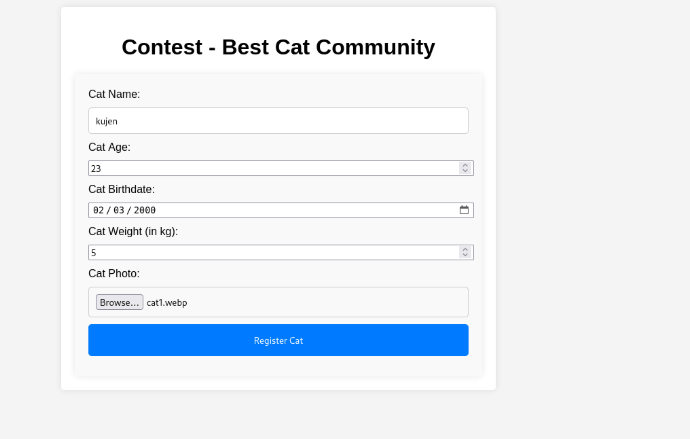 Contest - Best Cat Community
Cat Name:
kujen
Cat Age:
23
Cat Birthdate:
02 / 03 / 2000
Cat Weight (in kg):
5
Cat Photo:
Browse... cat1.webp
Register Cat